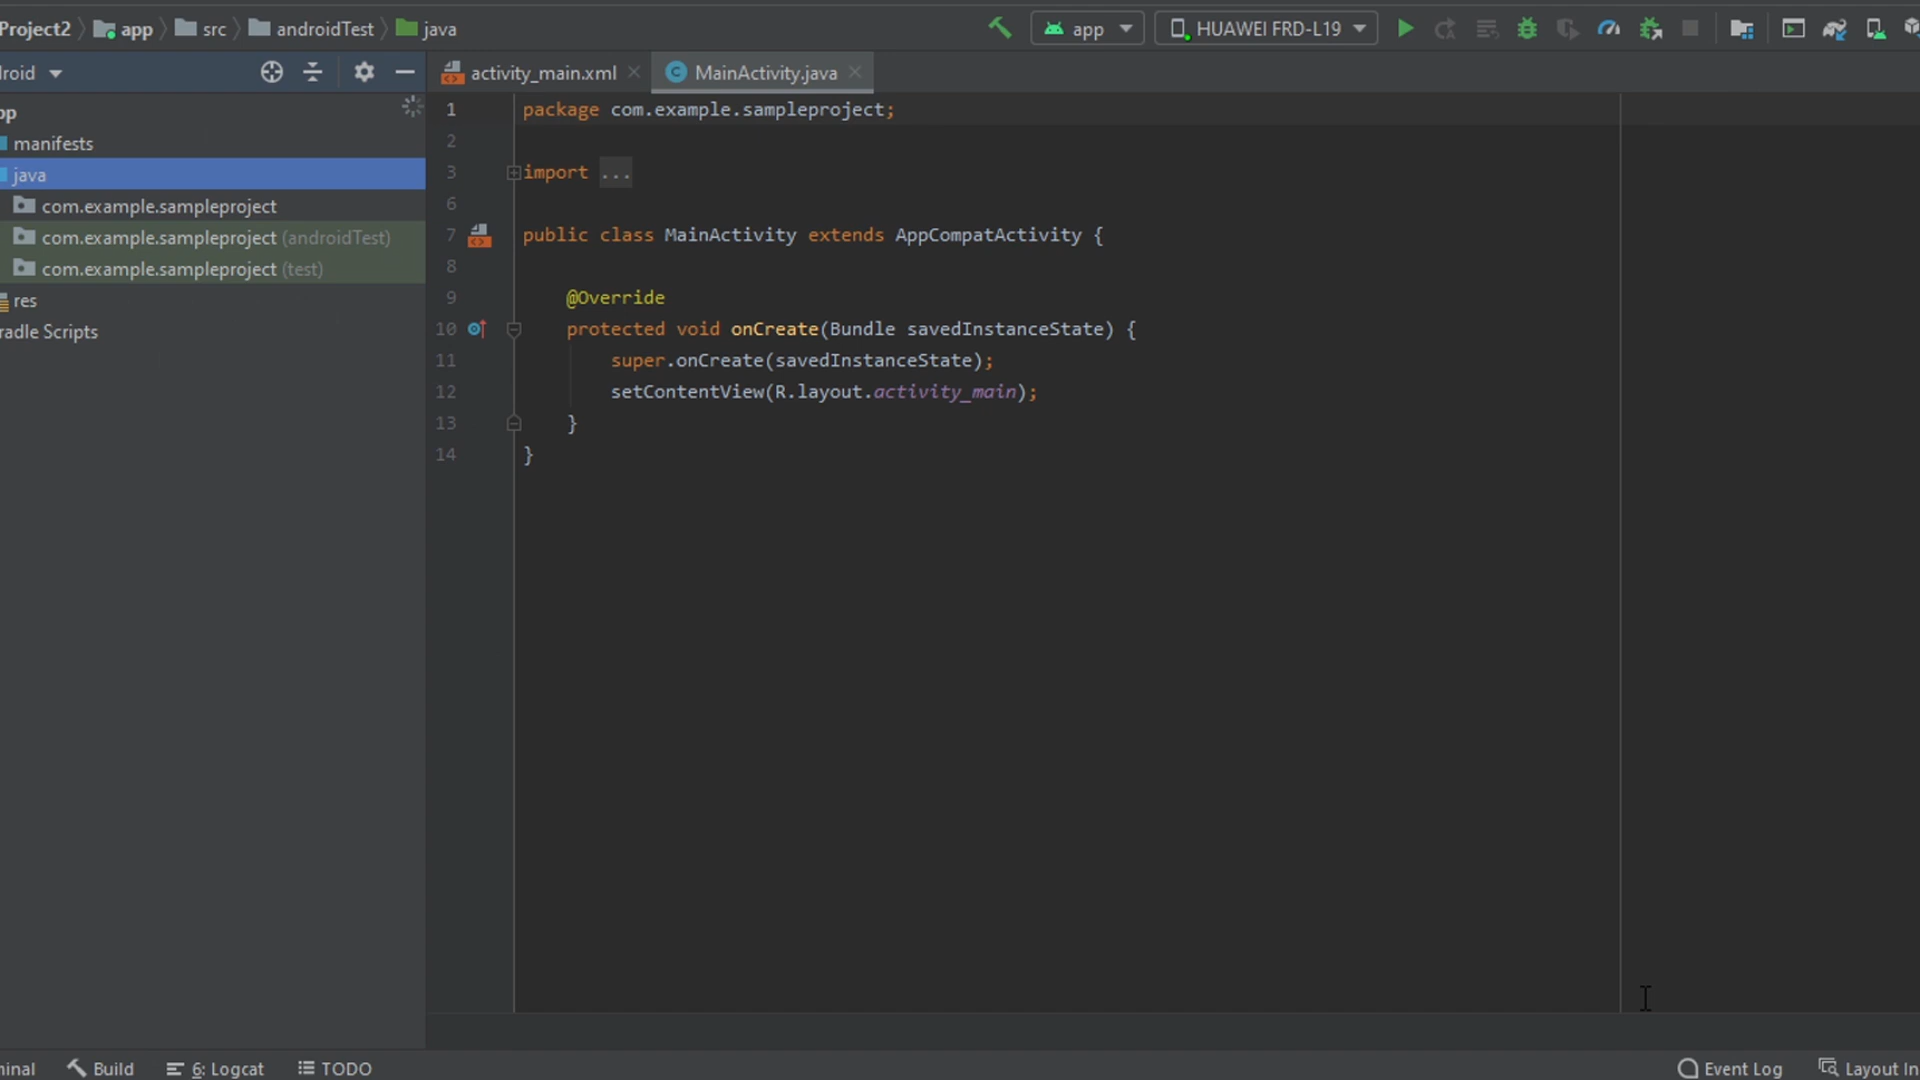 Project2 app src androidTest java app HUAWEI FRD-L19
roid activity_main.xml MainActivity.java
pp
manifests
java
com.example.sampleproject
com.example.sampleproject (androidTest)
com.example.sampleproject (test)
res
radle Scripts
1 package com.example.sampleproject;
2
3 import ...
6
7 public class MainActivity extends AppCompatActivity {
8
9 @Override
10 protected void onCreate(Bundle savedInstanceState) {
11 super.onCreate(savedInstanceState);
12 setContentView(R.layout.activity_main);
13 }
14 }
minal Build 6: Logcat TODO Event Log Layout In